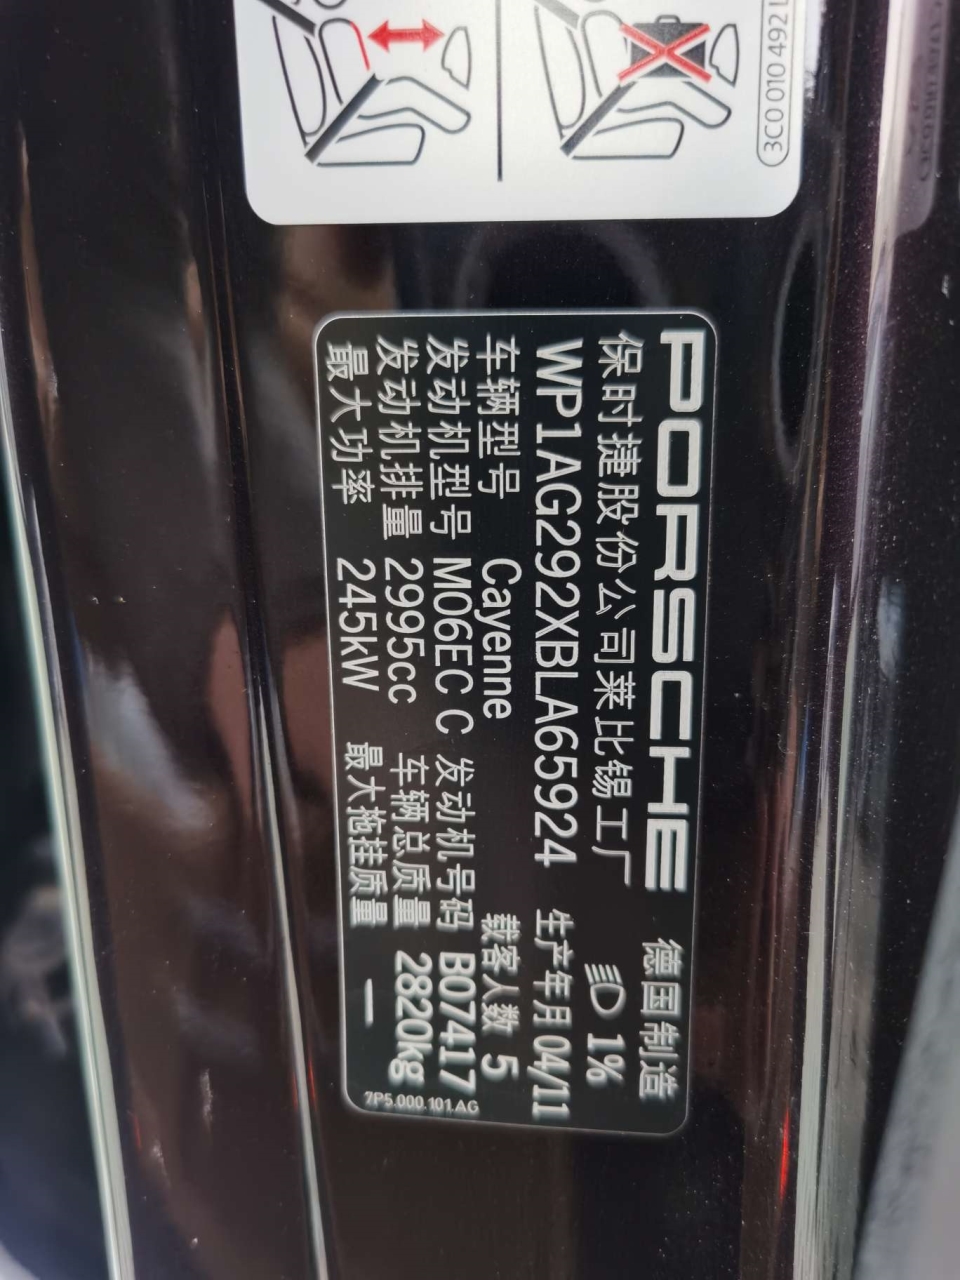 3C0 010 492
PORSCHE 德国制造
保时捷股份公司莱比锡工厂 1%
WP1AG292XBLA65924 生产年月 04/11
车辆型号 Cayenne 载客人数 5
发动机型号 M06EC C 发动机号码 B07417
发动机排量 2995cc 车辆总质量 2820kg
最大功率 245kW 最大拖挂质量 —
7P5.000.101.AG